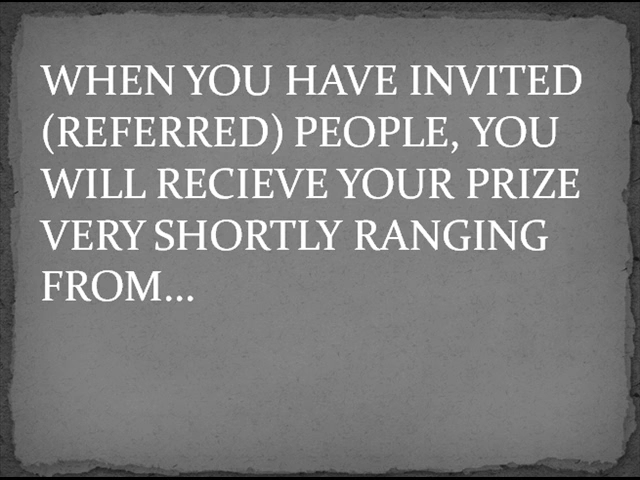 WHEN YOU HAVE INVITED
(REFERRED) PEOPLE, YOU
WILL RECIEVE YOUR PRIZE
VERY SHORTLY RANGING
FROM...